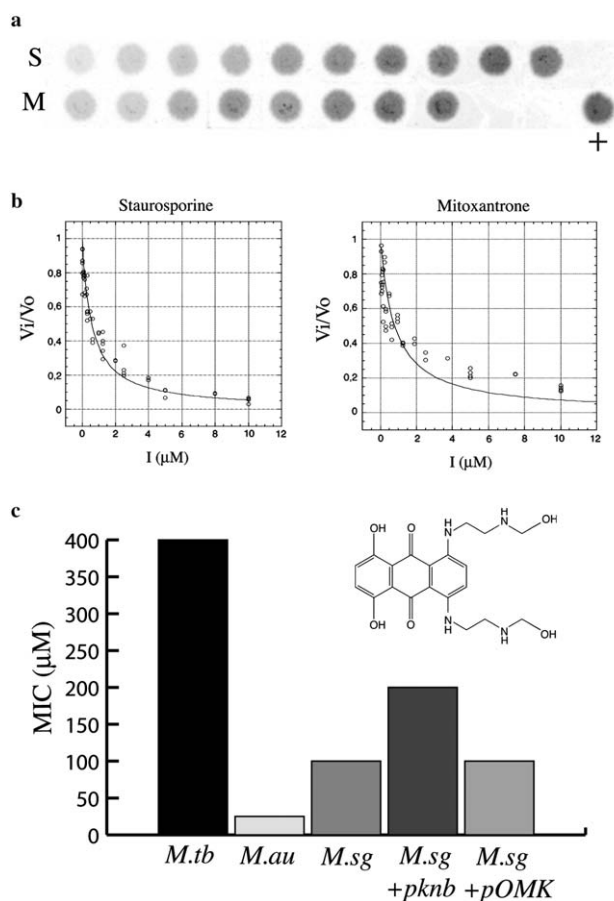 a
S
M
+
b
Staurosporine
Mitoxantrone
Vi/Vo
1
0,8
0,6
0,4
0,2
0
0 2 4 6 8 10 12
I (μM)
Vi/Vo
1
0,8
0,6
0,4
0,2
0
0 2 4 6 8 10 12
I (μM)
c
MIC (μM)
400
350
300
250
200
150
100
50
0
OH O HN H N OH
OH O NH N H OH
M.tb M.au M.sg M.sg M.sg
+pknb +pOMK